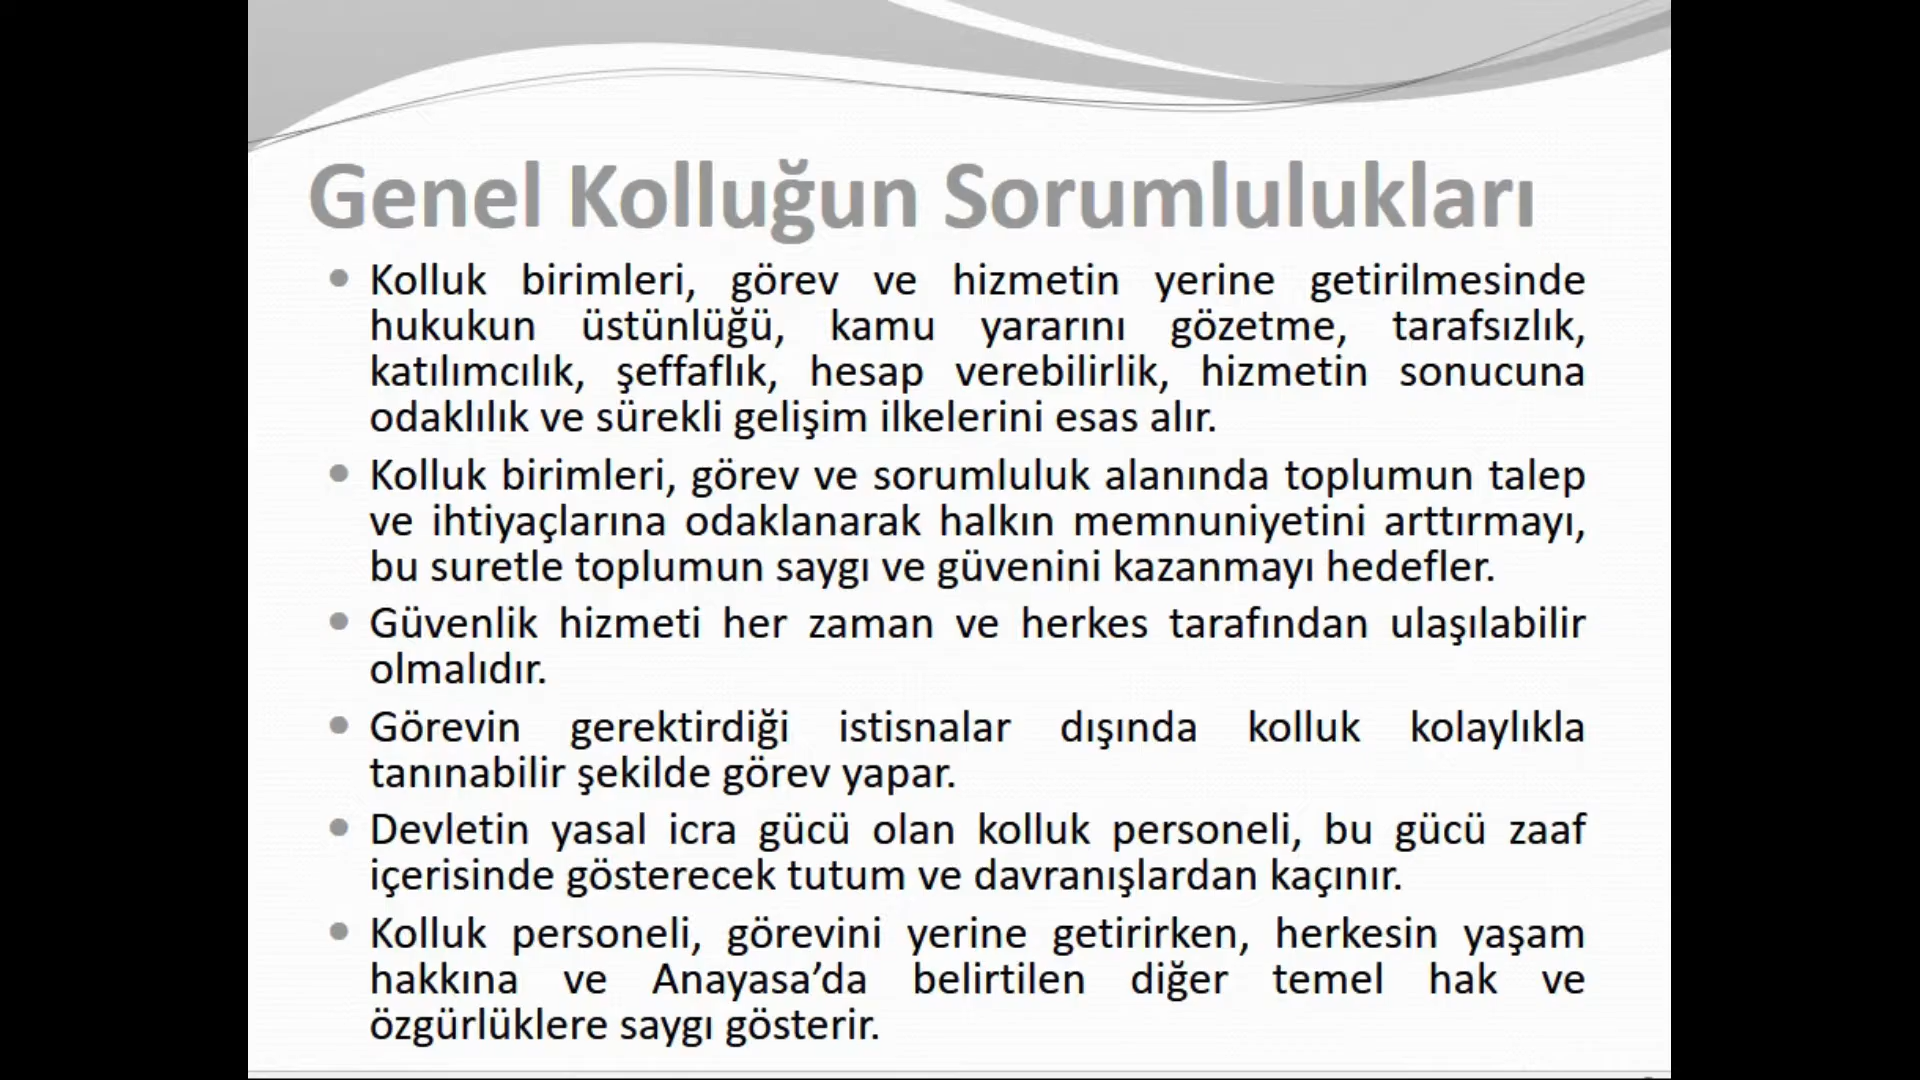 Genel Kolluğun Sorumlulukları
• Kolluk birimleri, görev ve hizmetin yerine getirilmesinde
hukukun üstünlüğü, kamu yararını gözetme, tarafsızlık,
katılımcılık, şeffaflık, hesap verebilirlik, hizmetin sonucuna
odaklılık ve sürekli gelişim ilkelerini esas alır.
• Kolluk birimleri, görev ve sorumluluk alanında toplumun talep
ve ihtiyaçlarına odaklanarak halkın memnuniyetini arttırmayı,
bu suretle toplumun saygı ve güvenini kazanmayı hedefler.
• Güvenlik hizmeti her zaman ve herkes tarafından ulaşılabilir
olmalıdır.
• Görevin gerektirdiği istisnalar dışında kolluk kolaylıkla
tanınabilir şekilde görev yapar.
• Devletin yasal icra gücü olan kolluk personeli, bu gücü zaaf
içerisinde gösterecek tutum ve davranışlardan kaçınır.
• Kolluk personeli, görevini yerine getirirken, herkesin yaşam
hakkına ve Anayasa’da belirtilen diğer temel hak ve
özgürlüklere saygı gösterir.